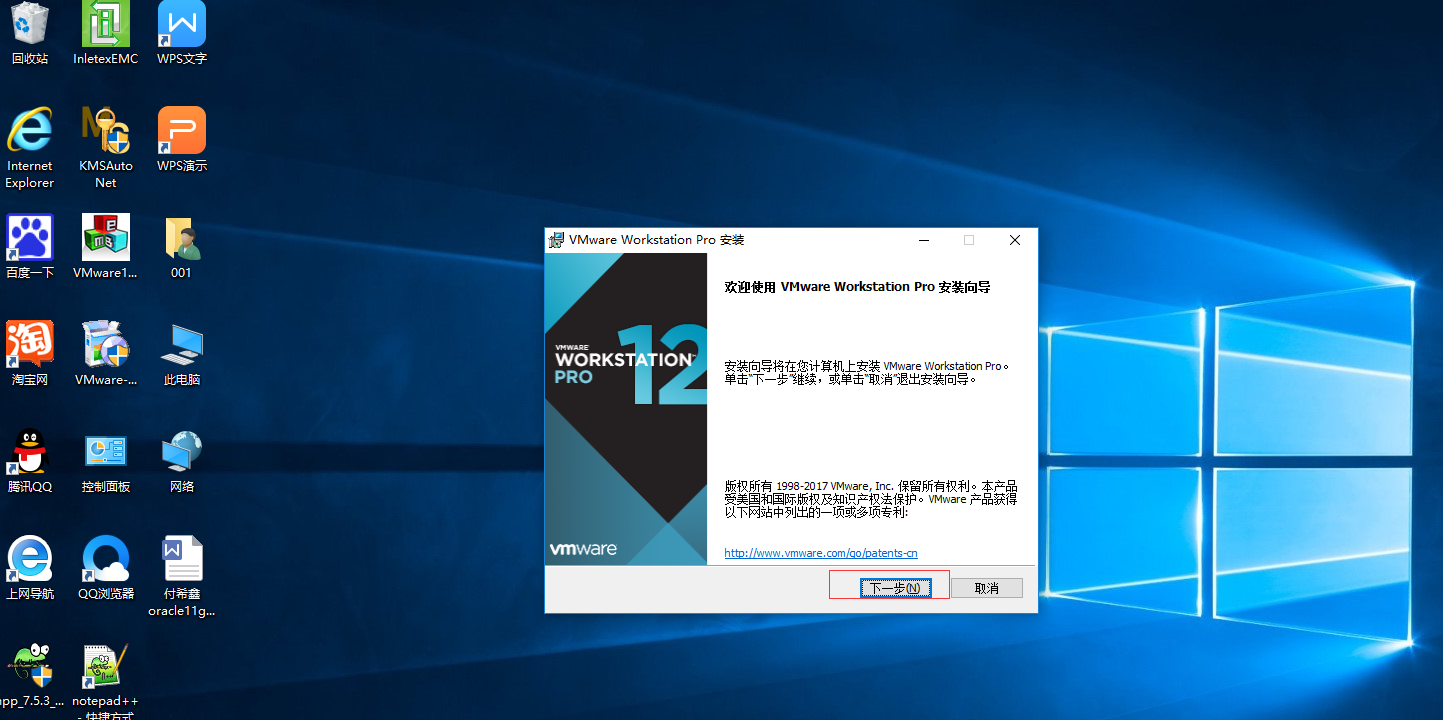 回收站
InletexEMC
WPS文字
Internet
Explorer
KMSAuto
Net
WPS演示
百度一下
VMware1...
001
淘宝网
VMware-...
此电脑
腾讯QQ
控制面板
网络
上网导航
QQ浏览器
付希鑫
oracle11g...
npp_7.5.3_...
notepad++
- 快捷方式
VMware Workstation Pro 安装
VMWARE
WORKSTATION™
PRO
12
vmware
欢迎使用 VMware Workstation Pro 安装向导
安装向导将在您计算机上安装 VMware Workstation Pro。
单击“下一步”继续，或单击“取消”退出安装向导。
版权所有 1998-2017 VMware, Inc. 保留所有权利。本产品
受美国和国际版权及知识产权法保护。VMware 产品获得
以下网站中列出的一项或多项专利:
http://www.vmware.com/go/patents-cn
下一步(N)
取消